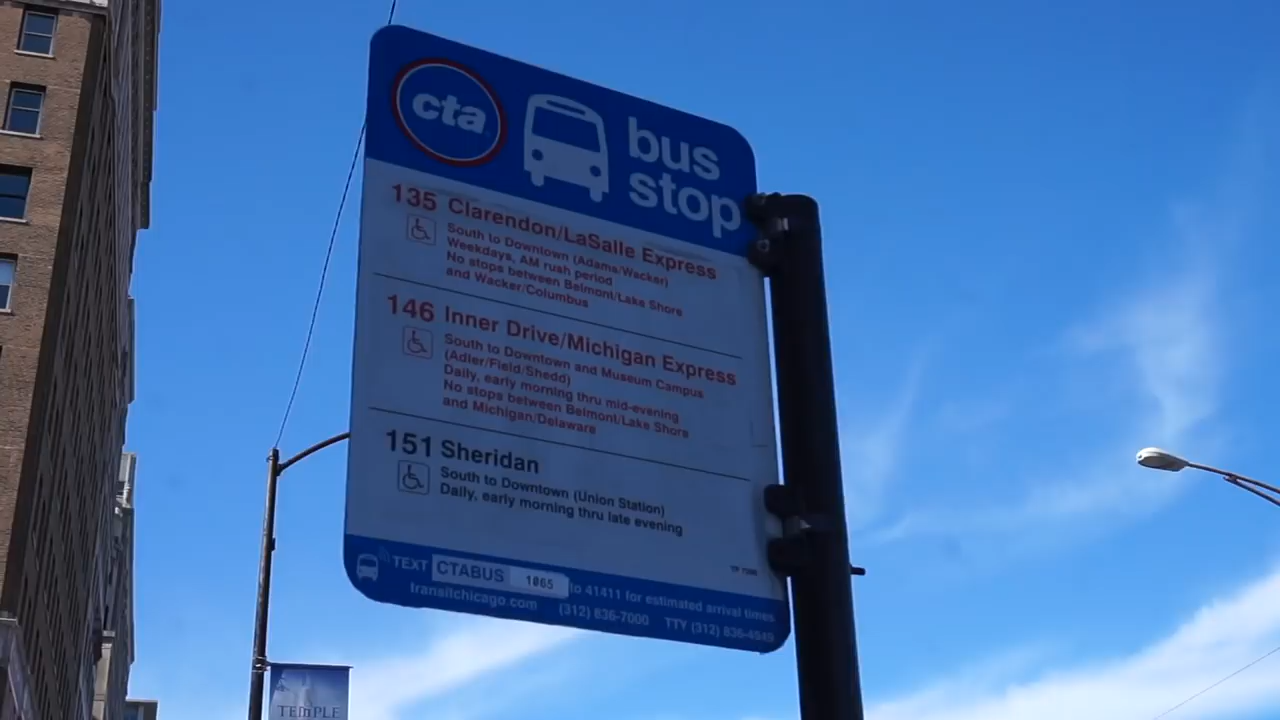 cta
bus
stop
135 Clarendon/LaSalle Express
South to Downtown (Adams/Wacker)
Weekdays, AM rush period
No stops between Belmont/Lake Shore
and Wacker/Columbus
146 Inner Drive/Michigan Express
South to Downtown and Museum Campus
(Adler/Field/Shedd)
Daily, early morning thru mid-evening
No stops between Belmont/Lake Shore
and Michigan/Delaware
151 Sheridan
South to Downtown (Union Station)
Daily, early morning thru late evening
TEXT CTABUS 1065 to 41411 for estimated arrival times
transitchicago.com (312) 836-7000 TTY (312) 836-4949
TEMPLE